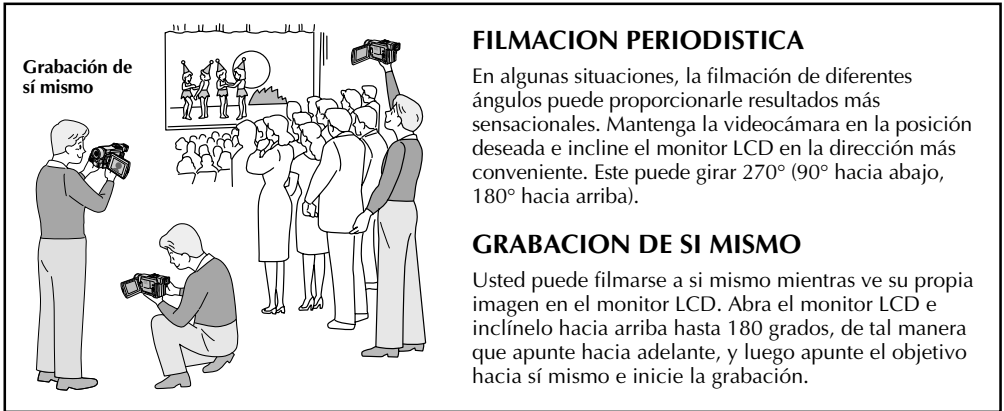 Grabación de
sí mismo
FILMACION PERIODISTICA
En algunas situaciones, la filmación de diferentes
ángulos puede proporcionarle resultados más
sensacionales. Mantenga la videocámara en la posición
deseada e incline el monitor LCD en la dirección más
conveniente. Este puede girar 270° (90° hacia abajo,
180° hacia arriba).
GRABACION DE SI MISMO
Usted puede filmarse a si mismo mientras ve su propia
imagen en el monitor LCD. Abra el monitor LCD e
inclínelo hacia arriba hasta 180 grados, de tal manera
que apunte hacia adelante, y luego apunte el objetivo
hacia sí mismo e inicie la grabación.